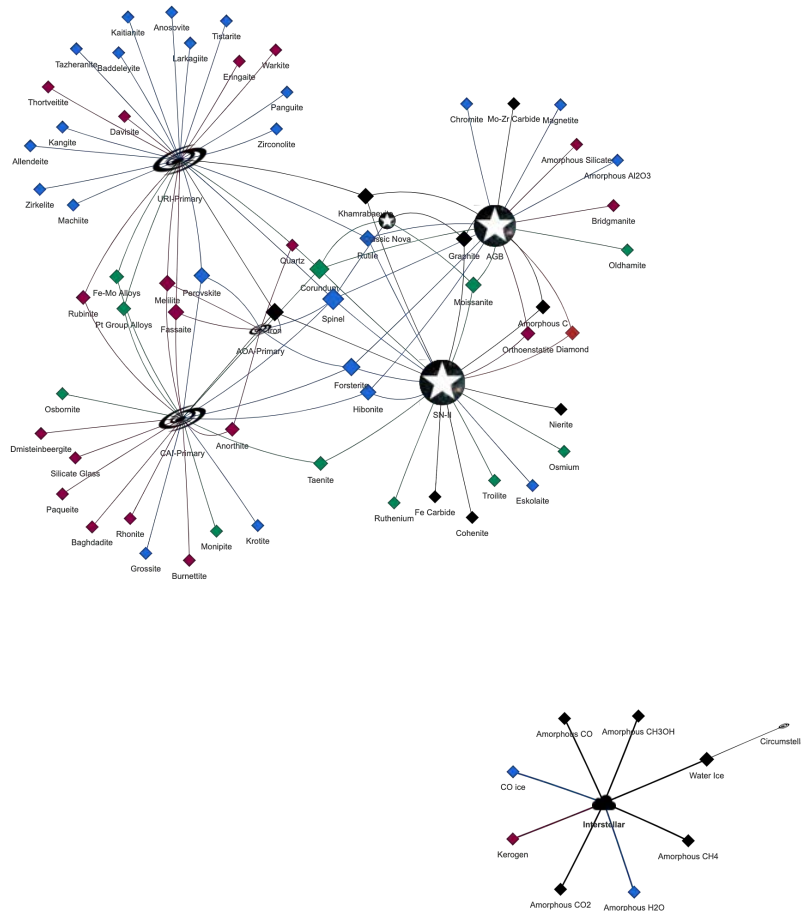 Anosovite
Kaitianite
Tistarite
Larkagiite
Tazheranite
Baddeleyite
Warkite
Eringaite
Thortveitite
Panguite
Davisite
Kangite
Zirconolite
Allendeite
Zirkelite
Machiite
URI-Primary
Chromite
Mo-Zr Carbide
Magnetite
Amorphous Silicate
Amorphous Al2O3
Bridgmanite
Oldhamite
AGB
Khamrabaevite
Classic Nova
Rutile
Graphite
Quartz
Corundum
Moissanite
Fe-Mo Alloys
Melilite
Perovskite
Rubinite
Pt Group Alloys
Fassaite
Spinel
Iron
AOA-Primary
Amorphous C
Orthoenstatite
Diamond
Forsterite
Hibonite
SN-II
Osbornite
Nierite
Dmisteinbeergite
Anorthite
CAI-Primary
Silicate Glass
Taenite
Osmium
Paqueite
Troilite
Eskolaite
Ruthenium
Fe Carbide
Baghdadite
Rhonite
Monipite
Krotite
Cohenite
Grossite
Burnettite
Amorphous CO
Amorphous CH3OH
Circumstell
Water Ice
CO ice
Interstellar
Kerogen
Amorphous CH4
Amorphous CO2
Amorphous H2O